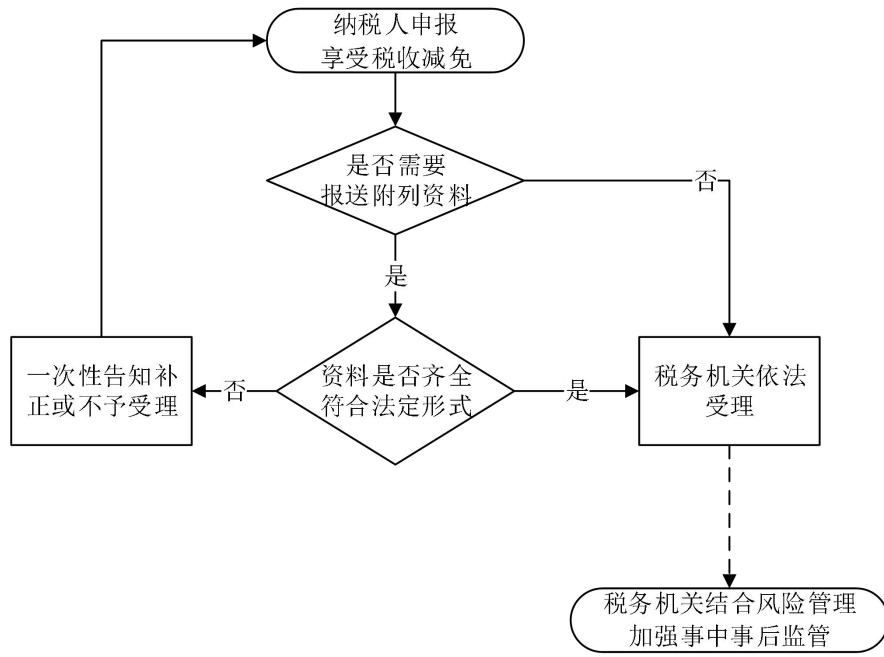 纳税人申报
享受税收减免
是否需要
报送附列资料
否
是
一次性告知补
正或不予受理
否
资料是否齐全
符合法定形式
是
税务机关依法
受理
税务机关结合风险管理
加强事中事后监管